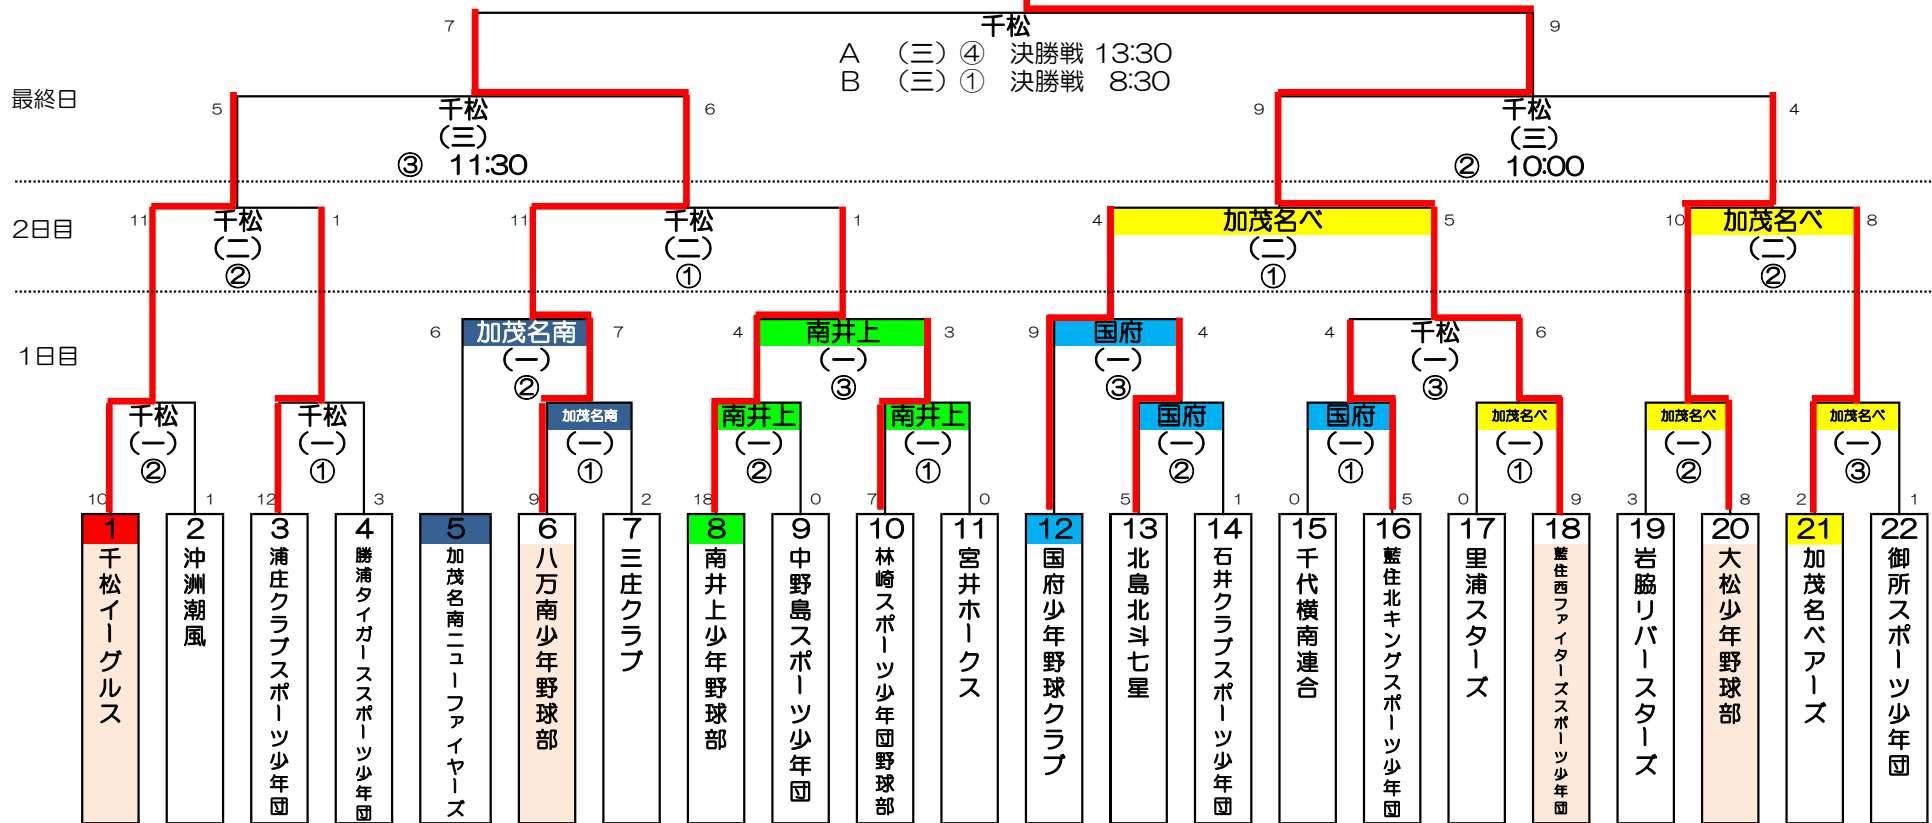 7 9
千松
A （三）④ 決勝戦 13:30
B （三）① 決勝戦 8:30
最終日
5 千松 6 9 千松 4
（三） （三）
③ 11:30 ② 10:00
2日目
11 千松 1 11 千松 1 4 加茂名ベ 5 10 加茂名ベ 8
（二） （二） （二） （二）
② ① ① ②
1日目
6 加茂名南 7 4 南井上 3 9 国府 4 4 千松 6
（一） （一） （一） （一）
② ③ ③ ③
千松 千松 加茂名南 南井上 南井上 国府 国府 加茂名ベ 加茂名ベ 加茂名ベ
（一） （一） （一） （一） （一） （一） （一） （一） （一） （一）
② ① ① ② ① ② ① ① ② ③
10 1 12 3 9 2 18 0 7 0 5 1 0 5 0 9 3 8 2 1
1 千松イーグルス
2 沖洲潮風
3 浦庄クラブスポーツ少年団
4 勝浦タイガーススポーツ少年団
5 加茂名南ニューファイヤーズ
6 八万南少年野球部
7 三庄クラブ
8 南井上少年野球部
9 中野島スポーツ少年団
10 林崎スポーツ少年団野球部
11 宮井ホークス
12 国府少年野球クラブ
13 北島北斗七星
14 石井クラブスポーツ少年団
15 千代横南連合
16 藍住北キングスポーツ少年団
17 里浦スターズ
18 藍住西ファイターズスポーツ少年団
19 岩脇リバースターズ
20 大松少年野球部
21 加茂名ベアーズ
22 御所スポーツ少年団